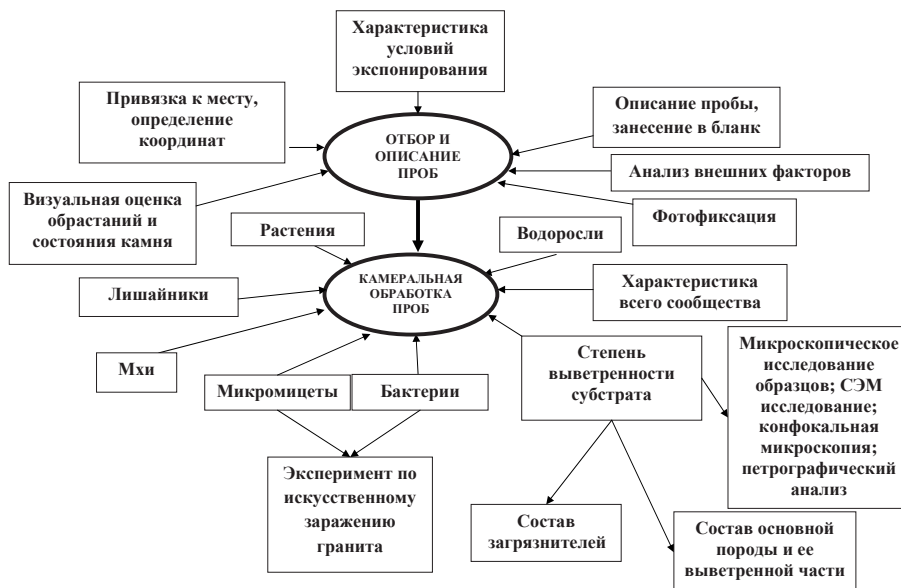 Характеристика
условий
экспонирования
Привязка к месту,
определение
координат
Описание пробы,
занесение в бланк
ОТБОР И
ОПИСАНИЕ
ПРОБ
Анализ внешних факторов
Визуальная оценка
обрастаний и
состояния камня
Фотофиксация
Растения
Водоросли
Лишайники
КАМЕРАЛЬНАЯ
ОБРАБОТКА
ПРОБ
Характеристика
всего сообщества
Мхи
Микромицеты
Бактерии
Степень
выветренности
субстрата
Микроскопическое
исследование
образцов; СЭМ
исследование;
конфокальная
микроскопия;
петрографический
анализ
Эксперимент по
искусственному
заражению
гранита
Состав
загрязнителей
Состав основной
породы и ее
выветренной части